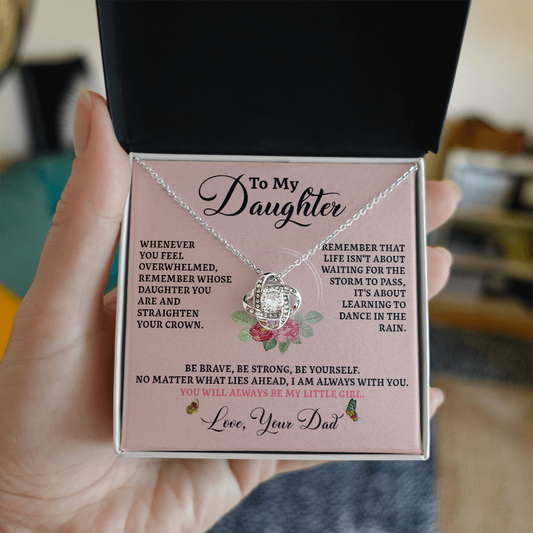 To My
Daughter
WHENEVER
YOU FEEL
OVERWHELMED,
REMEMBER WHOSE
DAUGHTER YOU
ARE AND
STRAIGHTEN
YOUR CROWN.
REMEMBER THAT
LIFE ISN'T ABOUT
WAITING FOR THE
STORM TO PASS,
IT'S ABOUT
LEARNING TO
DANCE IN THE
RAIN.
BE BRAVE, BE STRONG, BE YOURSELF.
NO MATTER WHAT LIES AHEAD, I AM ALWAYS WITH YOU.
YOU WILL ALWAYS BE MY LITTLE GIRL.
Love, Your Dad